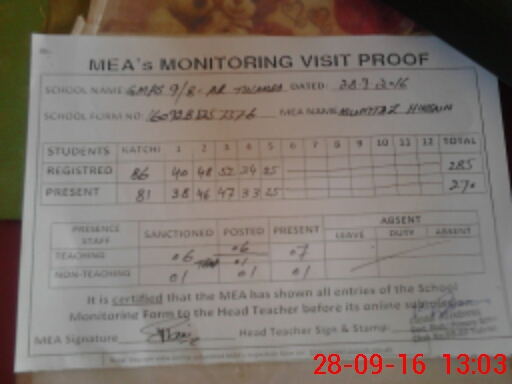 MEA's MONITORING VISIT PROOF
SCHOOL NAME: GMPS 9/8-AR DATED: 28.9.2016
SCHOOL FORM NO: MEA NAME: MUMTAZ HUSSAIN
STUDENTS KATCHI 1 2 3 4 5 6 7 8 9 10 11 12 TOTAL
REGISTRED 86 40 48 52 34 25 285
PRESENT 81 38 46 47 33 25 270
PRESENCE STAFF SANCTIONED POSTED PRESENT ABSENT
LEAVE DUTY ABSENT
TEACHING 06 06 07
01
NON-TEACHING 01 01 01
It is certified that the MEA has shown all entries of the School
Monitoring Form to the Head Teacher before its online submission.
MEA Signature Head Teacher Sign & Stamp:
28-09-16 13:03